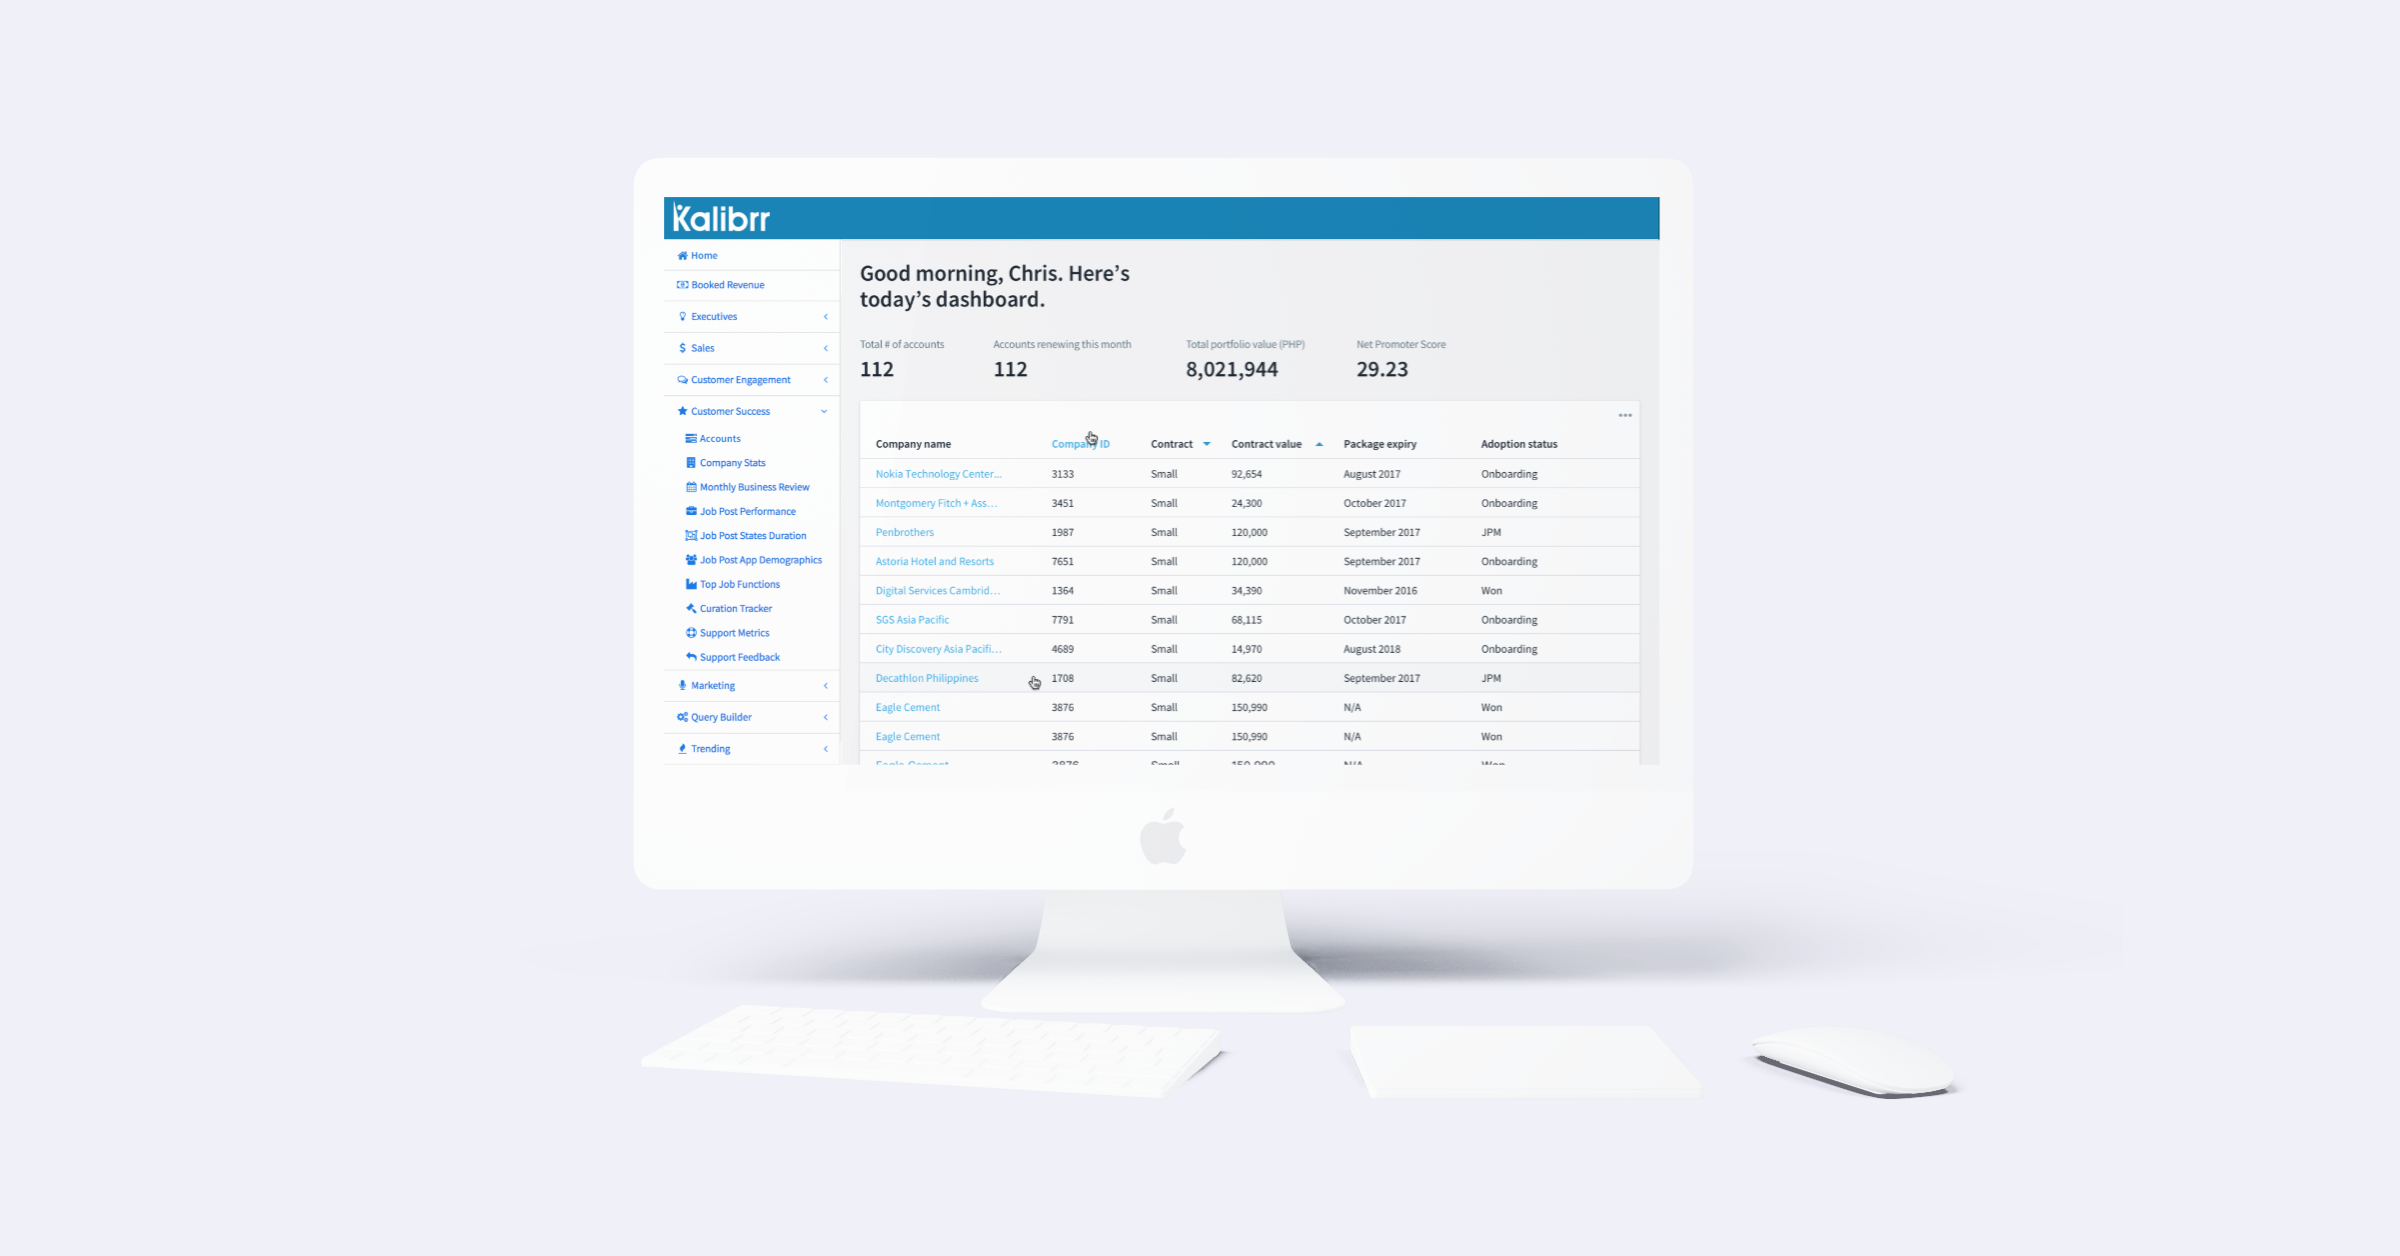 Kalibrr
Home
Booked Revenue
Executives
Sales
Customer Engagement
Customer Success
Accounts
Company Stats
Monthly Business Review
Job Post Performance
Job Post States Duration
Job Post App Demographics
Top Job Functions
Curation Tracker
Support Metrics
Support Feedback
Marketing
Query Builder
Trending
Good morning, Chris. Here’s
today’s dashboard.
Total # of accounts Accounts renewing this month Total portfolio value (PHP) Net Promoter Score
112 112 8,021,944 29.23
Company name Company ID Contract Contract value Package expiry Adoption status
Nokia Technology Center... 3133 Small 92,654 August 2017 Onboarding
Montgomery Fitch + Ass... 3451 Small 24,300 October 2017 Onboarding
Penbrothers 1987 Small 120,000 September 2017 JPM
Astoria Hotel and Resorts 7651 Small 120,000 September 2017 Onboarding
Digital Services Cambrid... 1364 Small 34,390 November 2016 Won
SGS Asia Pacific 7791 Small 68,115 October 2017 Onboarding
City Discovery Asia Pacifi... 4689 Small 14,970 August 2018 Onboarding
Decathlon Philippines 1708 Small 82,620 September 2017 JPM
Eagle Cement 3876 Small 150,990 N/A Won
Eagle Cement 3876 Small 150,990 N/A Won
Eagle Cement 3876 Small 150,990 N/A Won